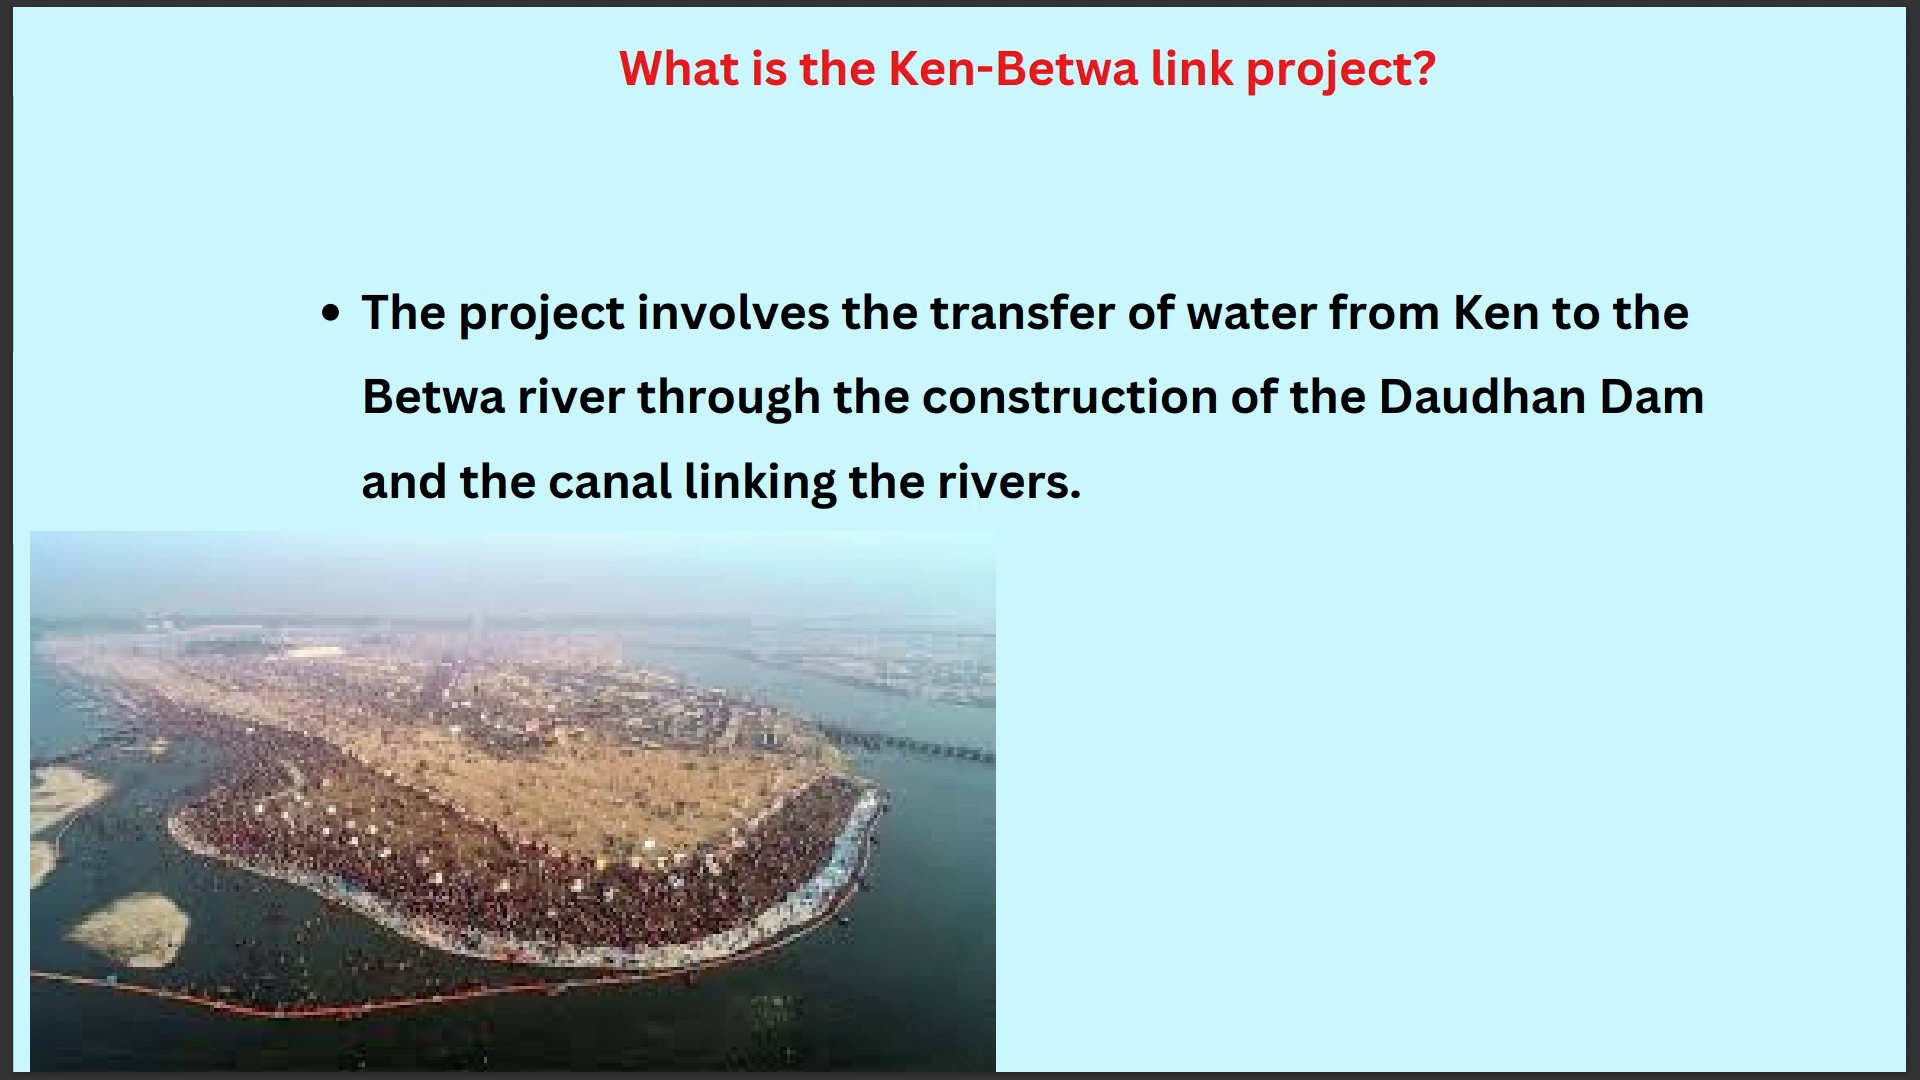 What is the Ken-Betwa link project?
• The project involves the transfer of water from Ken to the
Betwa river through the construction of the Daudhan Dam
and the canal linking the rivers.